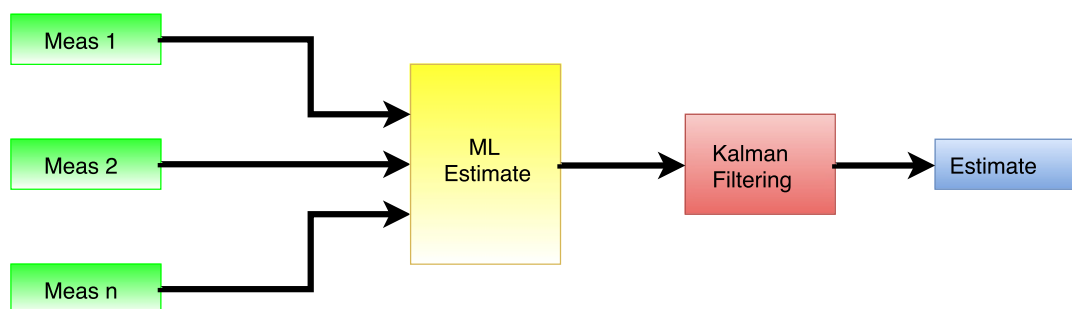 Meas 1
Meas 2
Meas n
ML
Estimate
Kalman
Filtering
Estimate